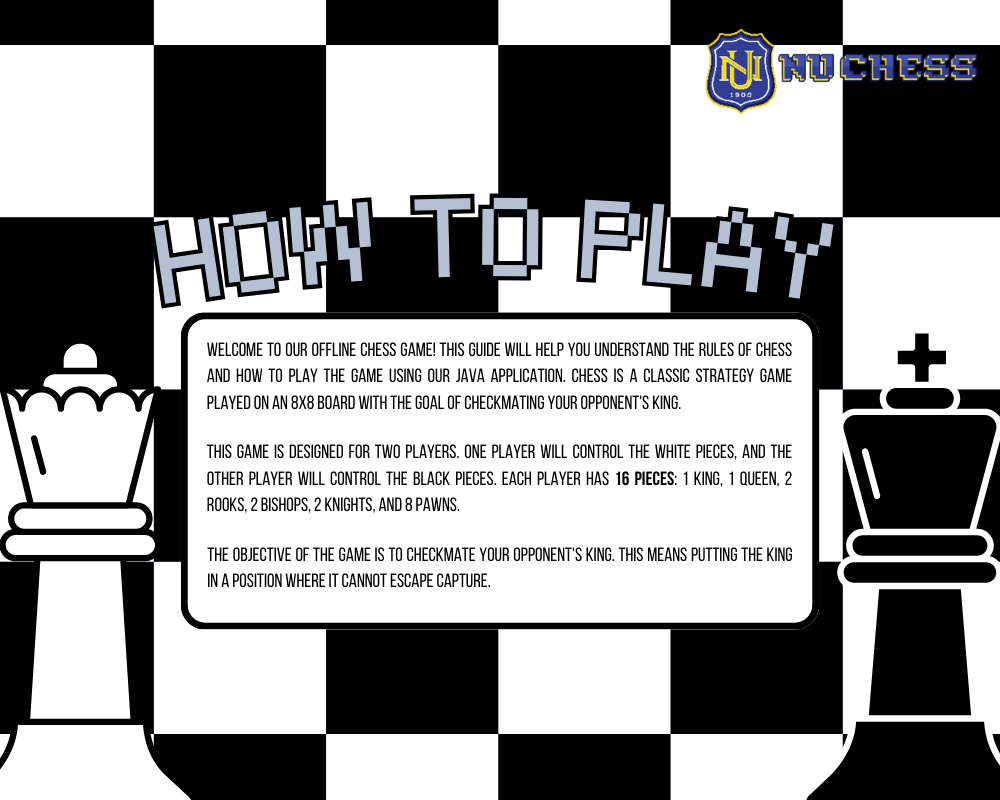 NU
1900
NU CHESS
HOW TO PLAY
WELCOME TO OUR OFFLINE CHESS GAME! THIS GUIDE WILL HELP YOU UNDERSTAND THE RULES OF CHESS
AND HOW TO PLAY THE GAME USING OUR JAVA APPLICATION. CHESS IS A CLASSIC STRATEGY GAME
PLAYED ON AN 8X8 BOARD WITH THE GOAL OF CHECKMATING YOUR OPPONENT'S KING.
THIS GAME IS DESIGNED FOR TWO PLAYERS. ONE PLAYER WILL CONTROL THE WHITE PIECES, AND THE
OTHER PLAYER WILL CONTROL THE BLACK PIECES. EACH PLAYER HAS 16 PIECES: 1 KING, 1 QUEEN, 2
ROOKS, 2 BISHOPS, 2 KNIGHTS, AND 8 PAWNS.
THE OBJECTIVE OF THE GAME IS TO CHECKMATE YOUR OPPONENT'S KING. THIS MEANS PUTTING THE KING
IN A POSITION WHERE IT CANNOT ESCAPE CAPTURE.